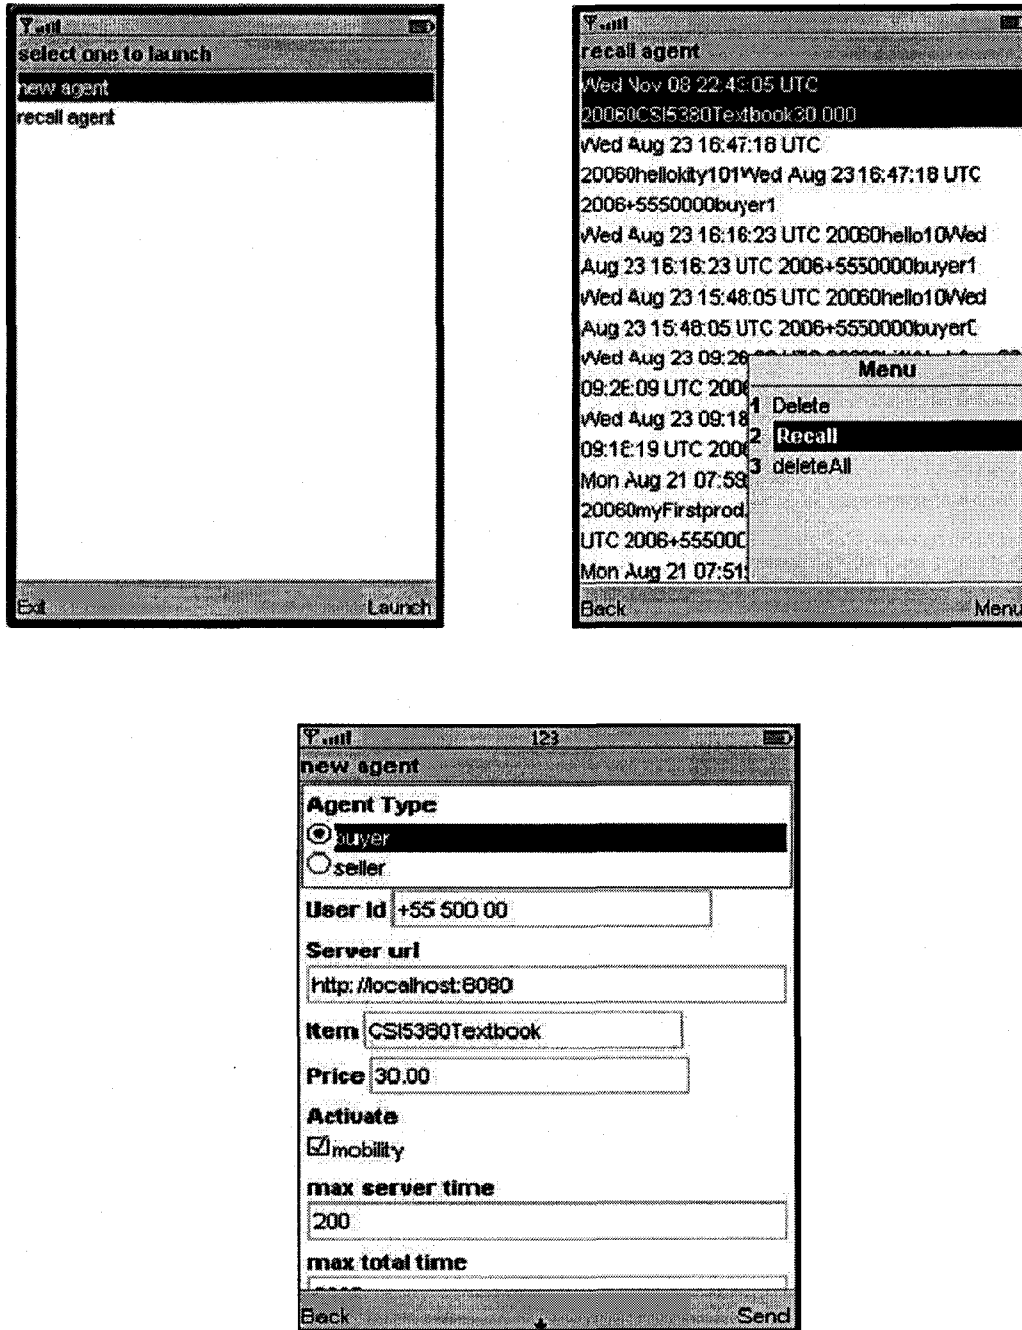 select one to launch
new agent
recall agent
Exit
Launch
recall agent
Wed Nov 08 22:45:05 UTC
20060CSI5380Textbook30.000
Wed Aug 23 16:47:18 UTC
20060hellokity101Wed Aug 23 16:47:18 UTC
2006+5550000buyer1
Wed Aug 23 16:16:23 UTC 20060hello10Wed
Aug 23 16:16:23 UTC 2006+5550000buyer1
Wed Aug 23 15:48:05 UTC 20060hello10Wed
Aug 23 15:48:05 UTC 2006+5550000buyer
Wed Aug 23 09:26
09:26:09 UTC 200
Wed Aug 23 09:18
09:18:19 UTC 200
Mon Aug 21 07:59
20060myFirstprod
UTC 2006+55500
Mon Aug 21 07:51
Menu
1 Delete
2 Recall
3 deleteAll
Back
Menu
123
new agent
Agent Type
buyer
seller
User Id +55 500 00
Server url
http://localhost:8080
Item CSI5380Textbook
Price 30.00
Activate
mobility
max server time
200
max total time
Back
Send